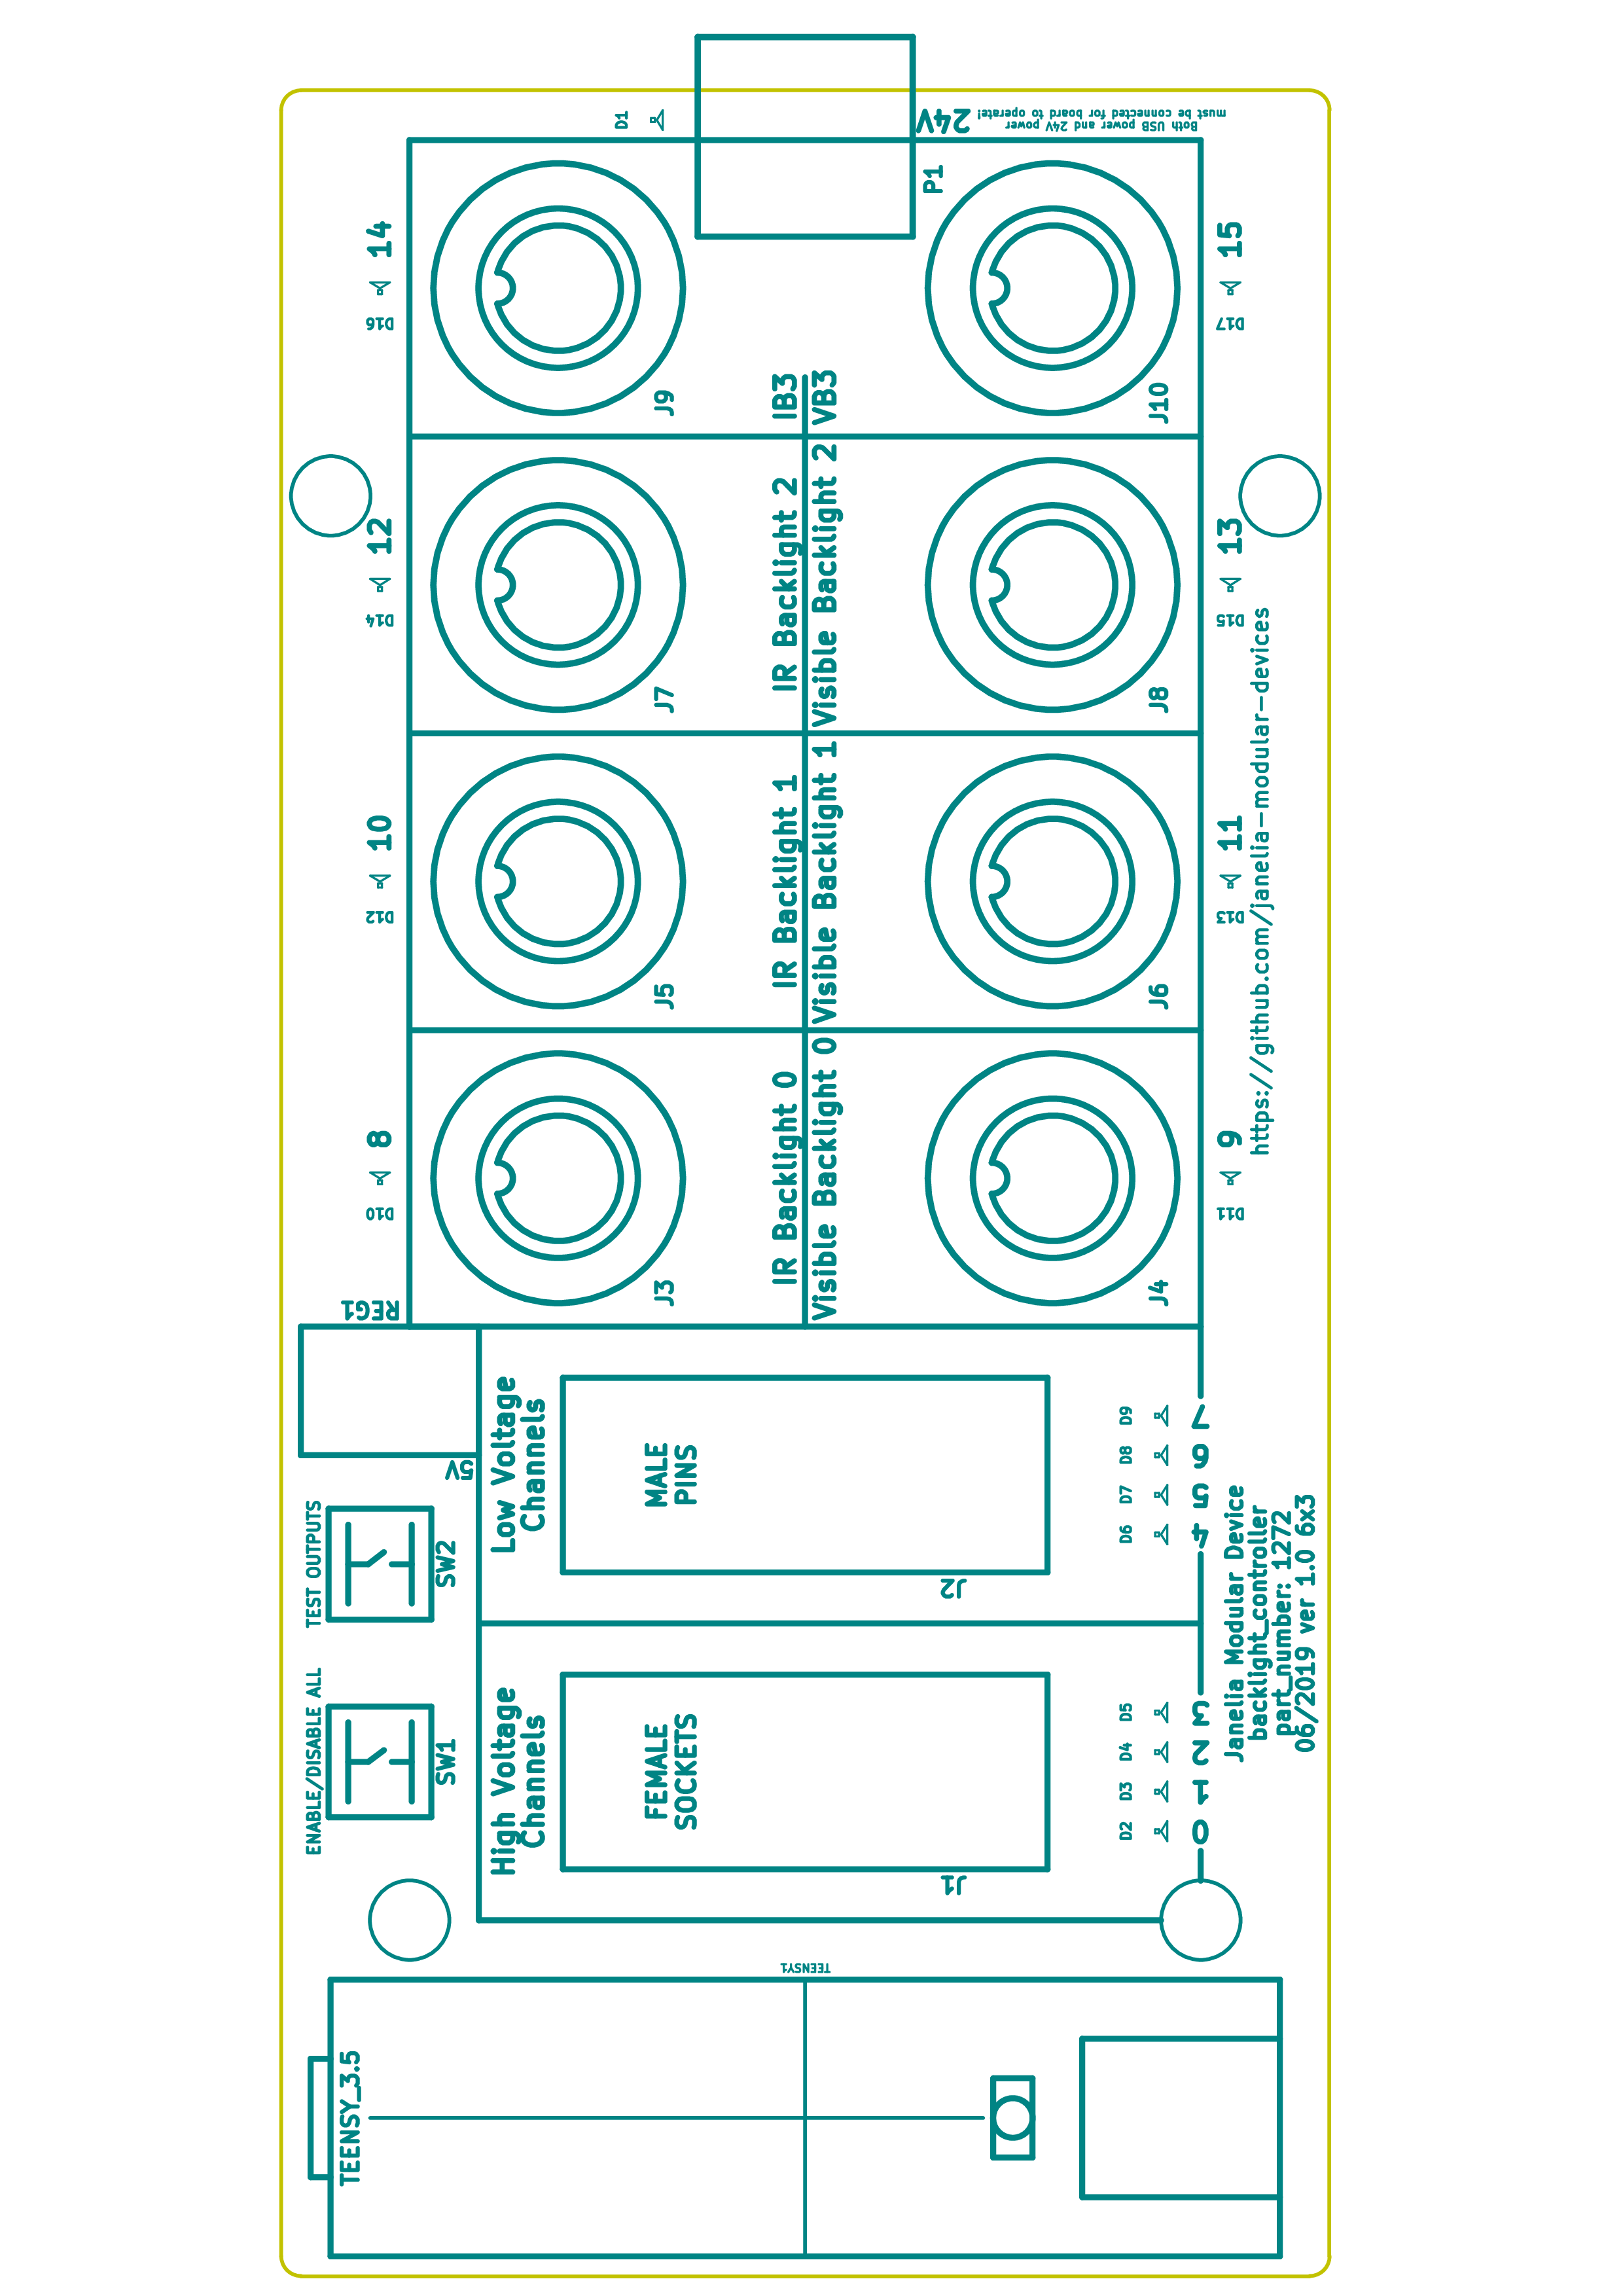 D1
24V
Both USB power and 24V power
must be connected for board to operate!
P1
14
D16
J9
IB3
VB3
J10
15
D17
12
D14
J7
IR Backlight 2
Visible Backlight 2
J8
13
D15
10
D12
J5
IR Backlight 1
Visible Backlight 1
J6
11
D13
https://github.com/janelia-modular-devices
8
D10
J3
IR Backlight 0
Visible Backlight 0
J4
9
D11
REG1
5V
Low Voltage
Channels
MALE
PINS
J2
D9
D8
D7
D6
7
6
5
4
TEST OUTPUTS
SW2
ENABLE/DISABLE ALL
SW1
High Voltage
Channels
FEMALE
SOCKETS
J1
D5
D4
D3
D2
3
2
1
0
Janelia Modular Device
backlight_controller
part_number: 1272
06/2019 ver 1.0 6x3
TEENSY1
TEENSY_3.5